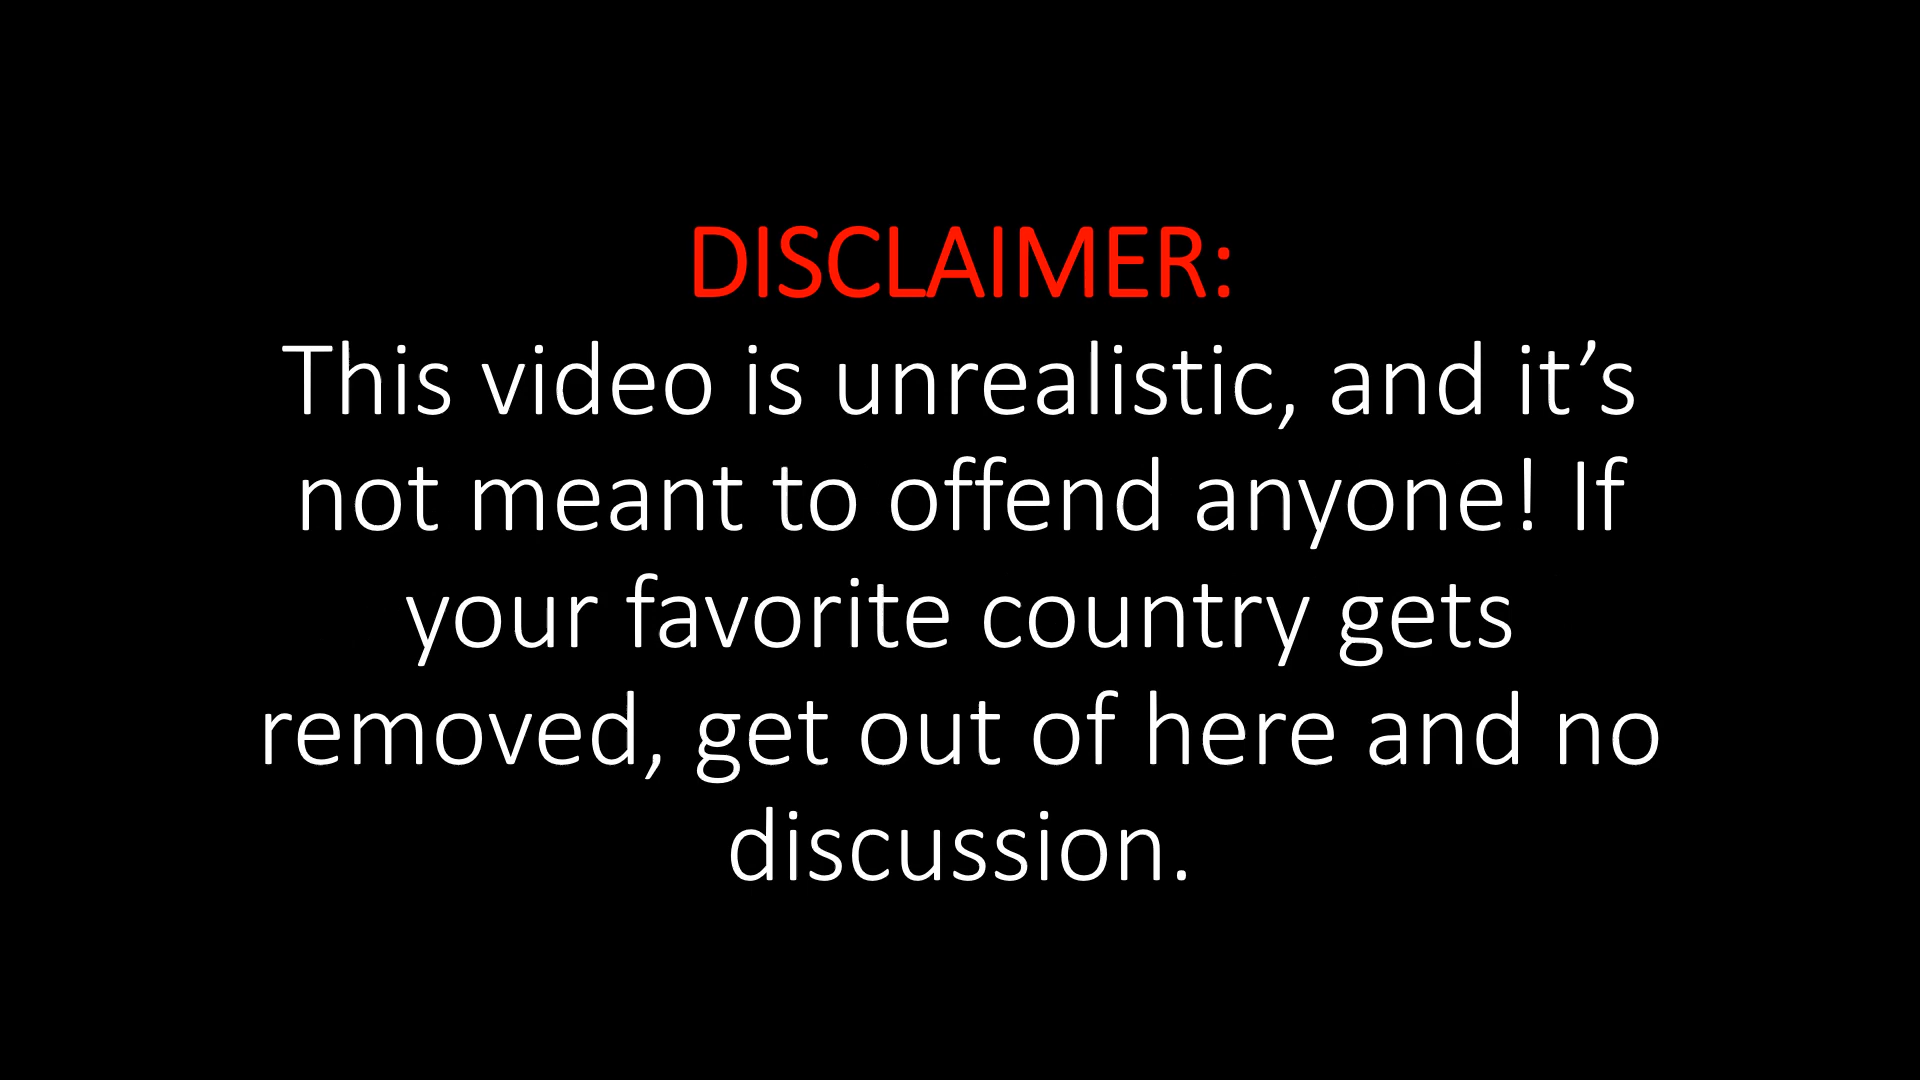 DISCLAIMER:
This video is unrealistic, and it’s
not meant to offend anyone! If
your favorite country gets
removed, get out of here and no
discussion.